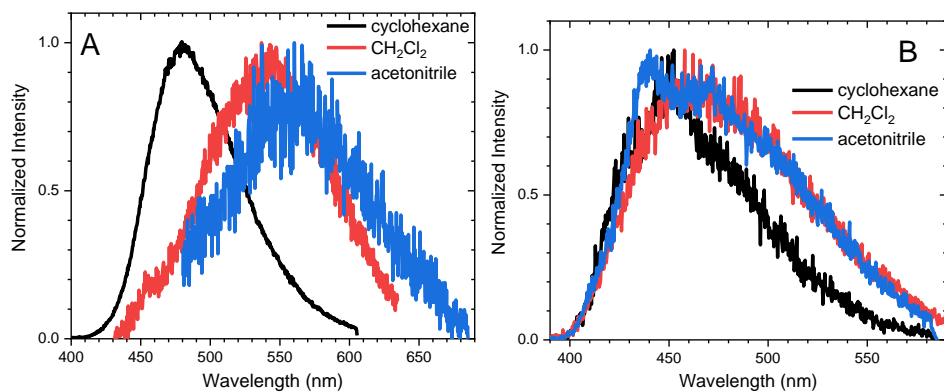 A
cyclohexane
CH₂Cl₂
acetonitrile
1.0
0.5
0.0
Normalized Intensity
400 450 500 550 600 650
Wavelength (nm)
B
cyclohexane
CH₂Cl₂
acetonitrile
1.0
0.5
0.0
Normalized Intensity
400 450 500 550
Wavelength (nm)